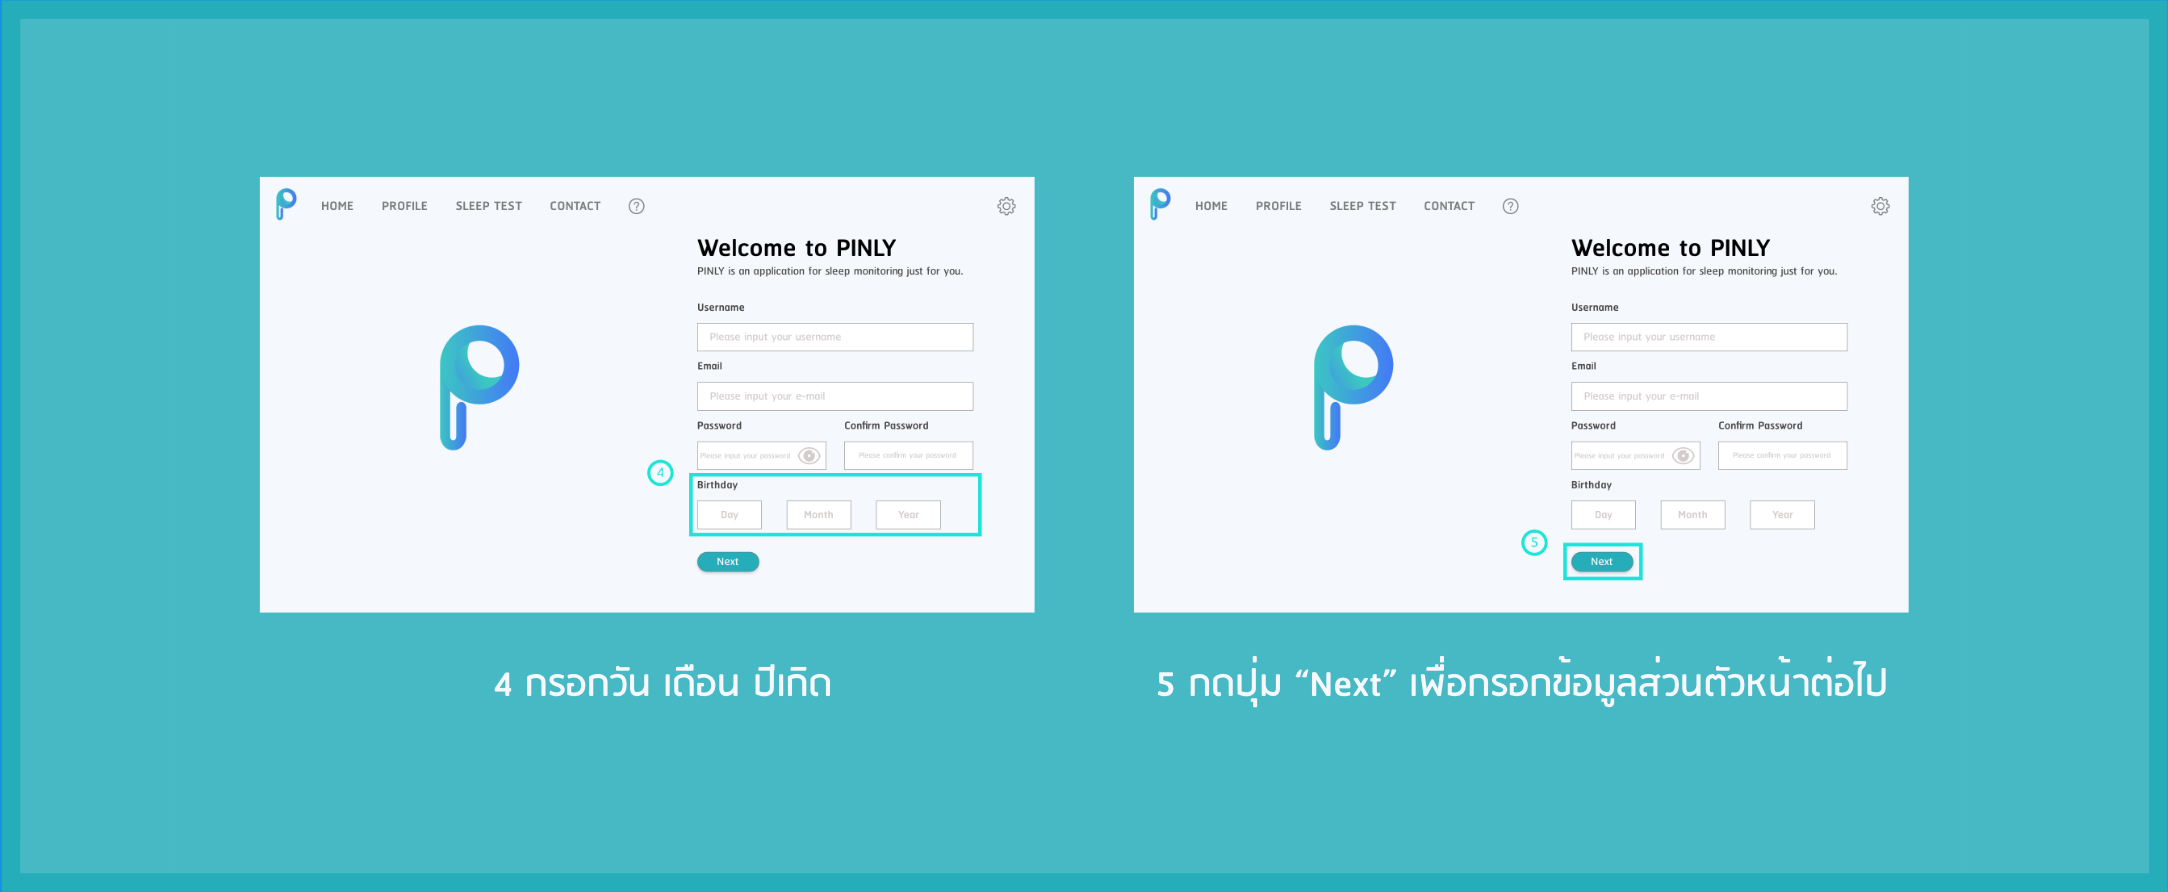 HOME PROFILE SLEEP TEST CONTACT ?
Welcome to PINLY
PINLY is an application for sleep monitoring just for you.
Username
Please input your username
Email
Please input your e-mail
Password Confirm Password
Please input your password Please confirm your password
4
Birthday
Day Month Year
Next
4 กรอกวัน เดือน ปีเกิด
HOME PROFILE SLEEP TEST CONTACT ?
Welcome to PINLY
PINLY is an application for sleep monitoring just for you.
Username
Please input your username
Email
Please input your e-mail
Password Confirm Password
Please input your password Please confirm your password
Birthday
Day Month Year
5
Next
5 กดปุ่ม “Next” เพื่อกรอกข้อมูลส่วนตัวหน้าต่อไป